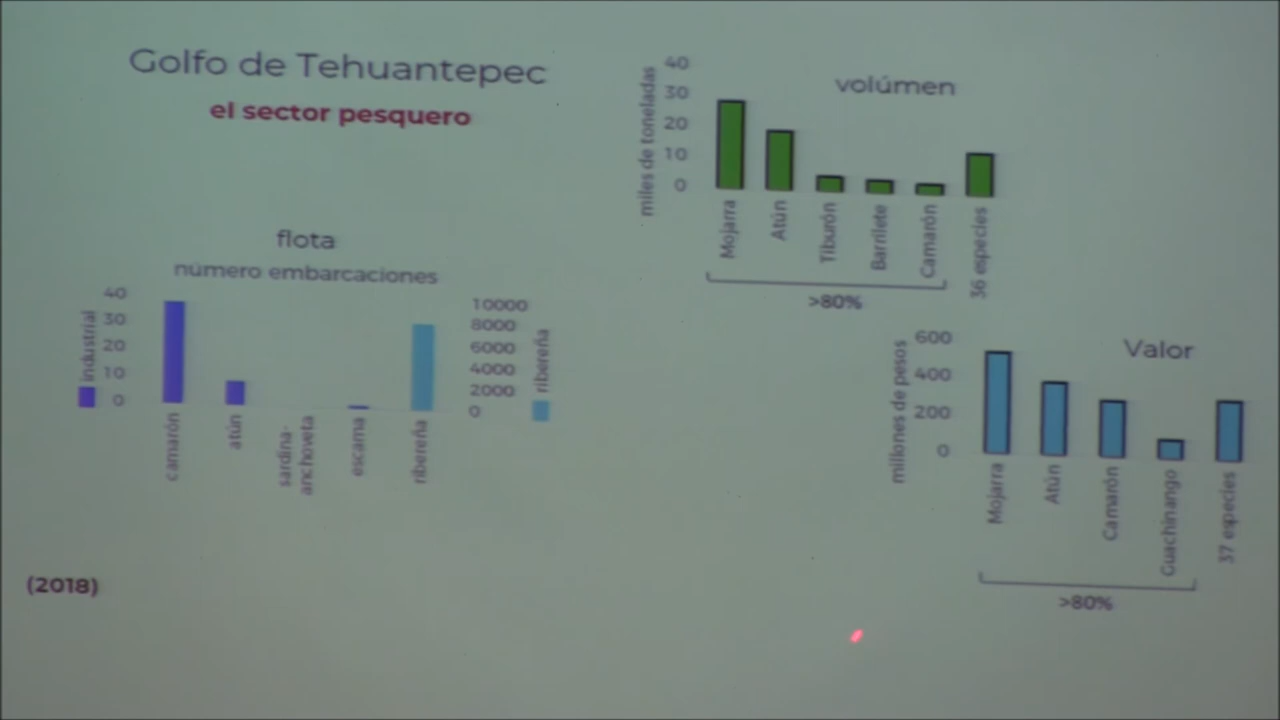 Golfo de Tehuantepec
el sector pesquero
flota
número embarcaciones
industrial
40
30
20
10
0
camarón
atún
sardina-
anchoveta
escama
ribereña
10000
8000
6000
4000
2000
0
ribereña
(2018)
volúmen
miles de toneladas
40
30
20
10
0
Mojarra
Atún
Tiburón
Barrilete
Camarón
36 especies
>80%
Valor
millones de pesos
600
400
200
0
Mojarra
Atún
Camarón
Guachinango
37 especies
>80%